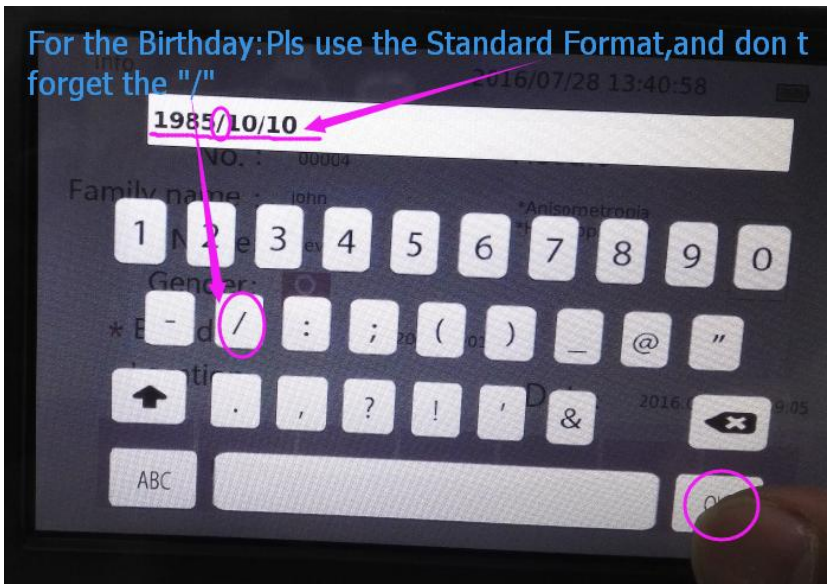 For the Birthday:Pls use the Standard Format,and don t
forget the "/"
Info
2016/07/28 13:40:58
1985/10/10
NO. : 00004
Family name : john
*Anisometropia
1 2 3 4 5 6 7 8 9 0
Gender:
- / : ; ( ) _ @ "
. , ? ! ' &
ABC